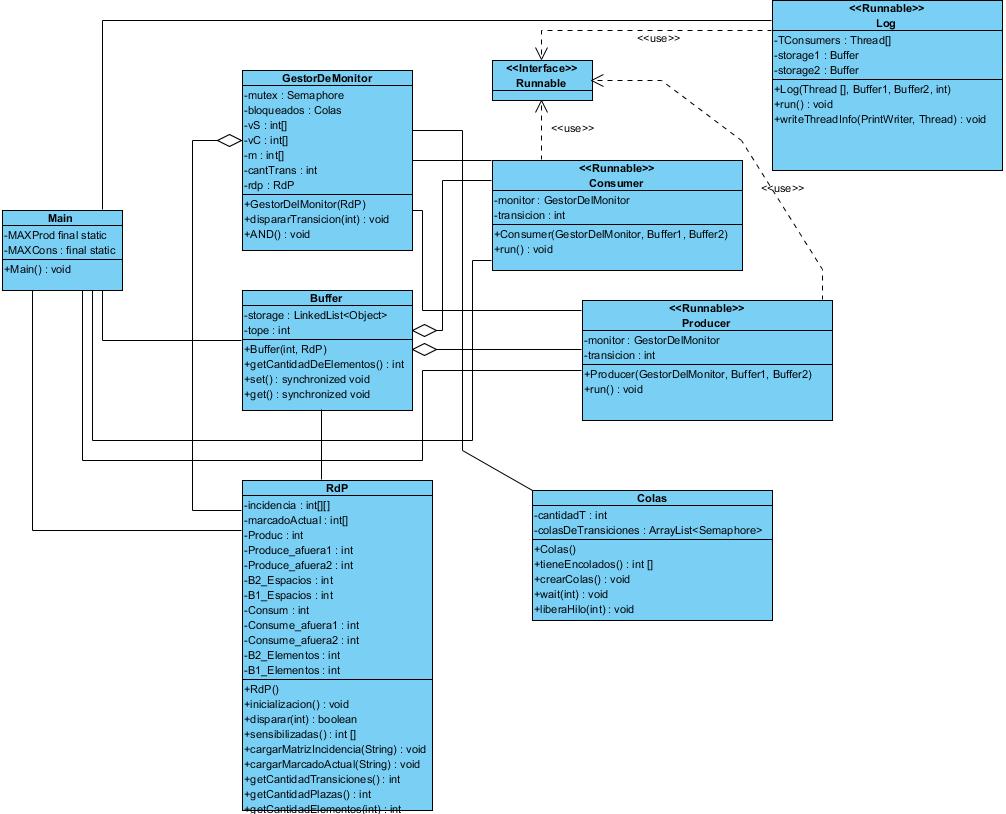 <<Runnable>>
Log
-TConsumers : Thread[]
-storage1 : Buffer
-storage2 : Buffer
+Log(Thread [], Buffer1, Buffer2, int)
+run() : void
+writeThreadInfo(PrintWriter, Thread) : void
<<use>>
<<Interface>>
Runnable
<<use>>
<<use>>
GestorDeMonitor
-mutex : Semaphore
-bloqueados : Colas
-vS : int[]
-vC : int[]
-m : int[]
-cantTrans : int
-rdp : RdP
+GestorDelMonitor(RdP)
+dispararTransicion(int) : void
+AND() : void
<<Runnable>>
Consumer
-monitor : GestorDelMonitor
-transicion : int
+Consumer(GestorDelMonitor, Buffer1, Buffer2)
+run() : void
Main
-MAXProd final static
-MAXCons : final static
+Main() : void
Buffer
-storage : LinkedList<Object>
-tope : int
+Buffer(int, RdP)
+getCantidadDeElementos() : int
+set() : synchronized void
+get() : synchronized void
<<Runnable>>
Producer
-monitor : GestorDelMonitor
-transicion : int
+Producer(GestorDelMonitor, Buffer1, Buffer2)
+run() : void
RdP
-incidencia : int[][]
-marcadoActual : int[]
-Produc : int
-Produce_afuera1 : int
-Produce_afuera2 : int
-B2_Espacios : int
-B1_Espacios : int
-Consum : int
-Consume_afuera1 : int
-Consume_afuera2 : int
-B2_Elementos : int
-B1_Elementos : int
+RdP()
+inicializacion() : void
+disparar(int) : boolean
+sensibilizadas() : int []
+cargarMatrizIncidencia(String) : void
+cargarMarcadoActual(String) : void
+getCantidadTransiciones() : int
+getCantidadPlazas() : int
+getCantidadElementos(int) : int
Colas
-cantidadT : int
-colasDeTransiciones : ArrayList<Semaphore>
+Colas()
+tieneEncolados() : int []
+crearColas() : void
+wait(int) : void
+liberaHilo(int) : void